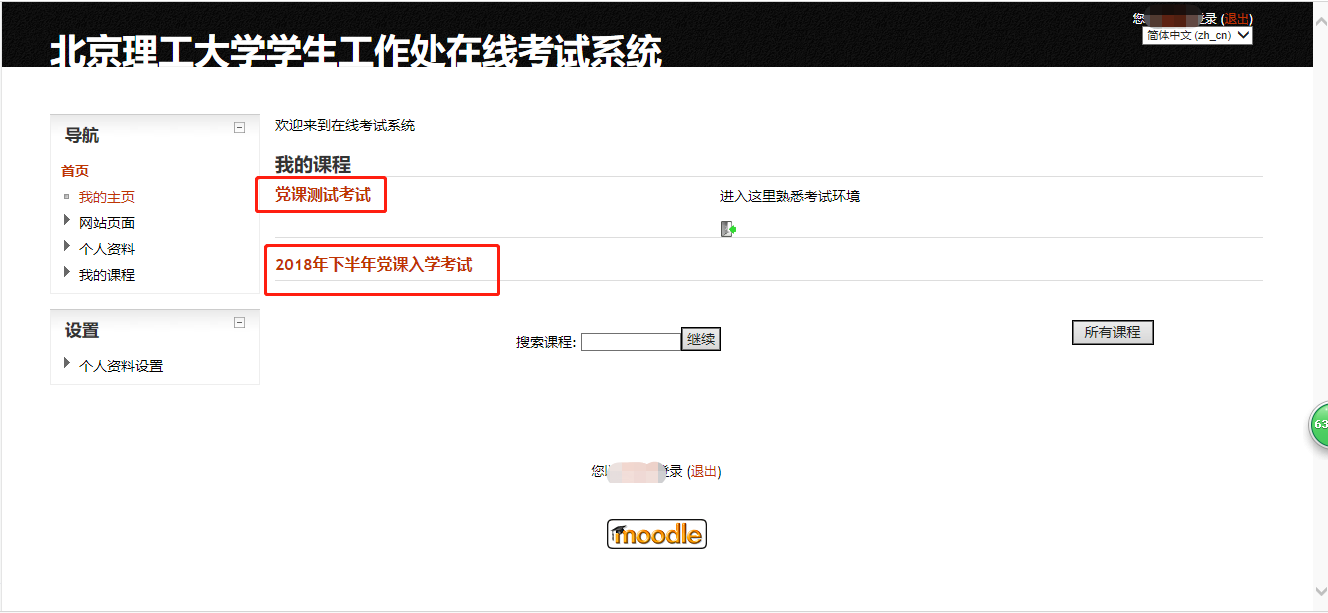 您 登录 (退出)
简体中文 (zh_cn)
北京理工大学学生工作处在线考试系统
导航
首页
我的主页
网站页面
个人资料
我的课程
设置
个人资料设置
欢迎来到在线考试系统
我的课程
党课测试考试
进入这里熟悉考试环境
2018年下半年党课入学考试
搜索课程:
继续
所有课程
您 登录 (退出)
moodle
63